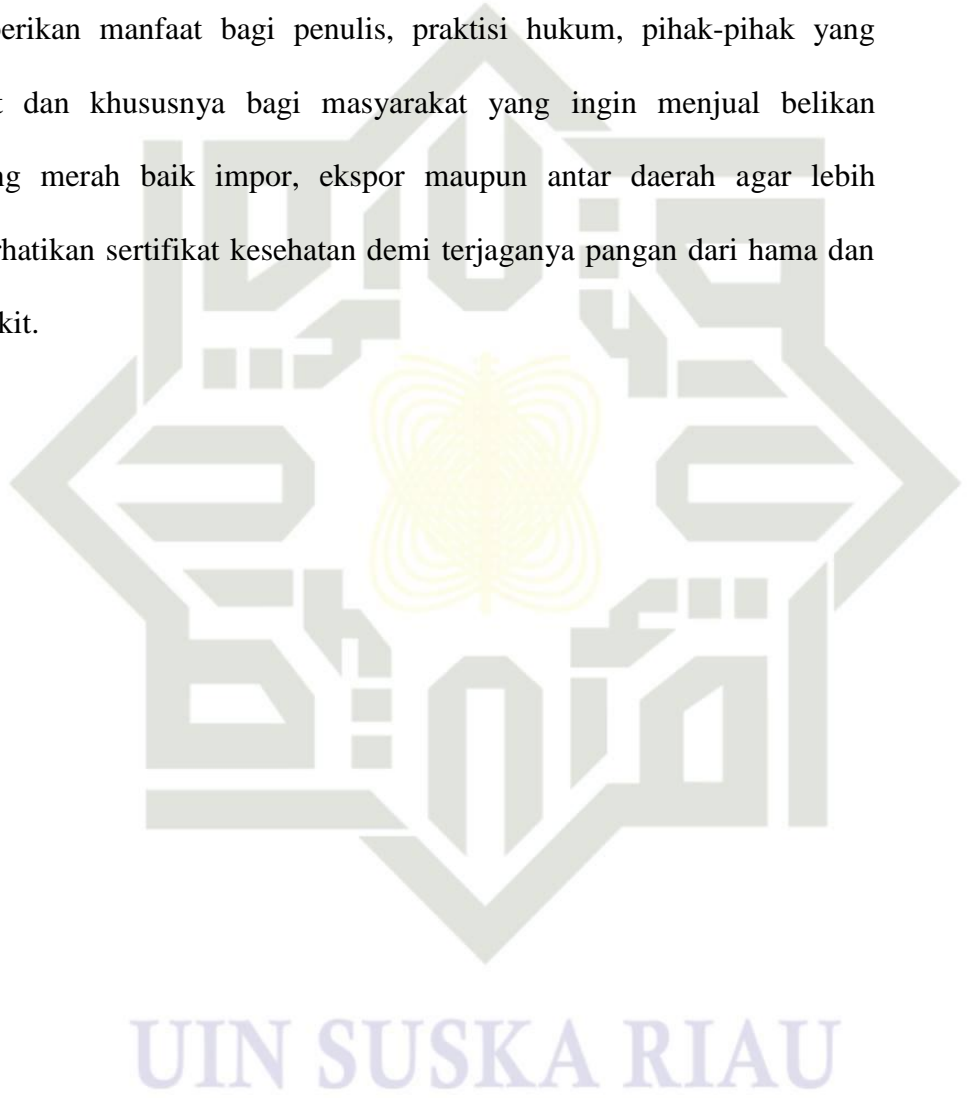 erikan manfaat bagi penulis, praktisi hukum, pihak-pihak yang
t dan khususnya bagi masyarakat yang ingin menjual belikan
ng merah baik impor, ekspor maupun antar daerah agar lebih
rhatikan sertifikat kesehatan demi terjaganya pangan dari hama dan
kit.
UIN SUSKA RIAU